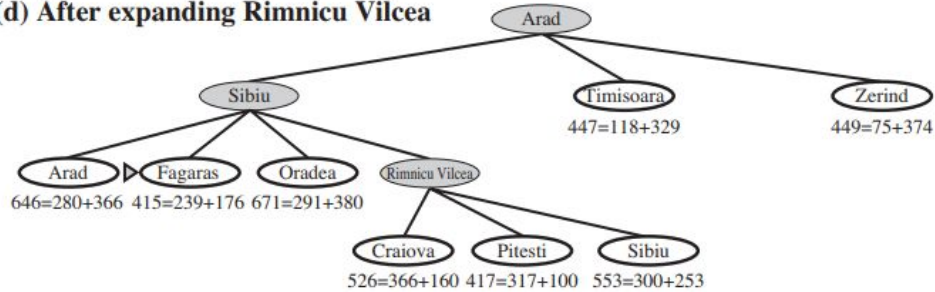 (d) After expanding Rimnicu Vilcea
Arad
Sibiu
Timisoara
Zerind
447=118+329
449=75+374
Arad
Fagaras
Oradea
Rimnicu Vilcea
646=280+366
415=239+176
671=291+380
Craiova
Pitesti
Sibiu
526=366+160
417=317+100
553=300+253